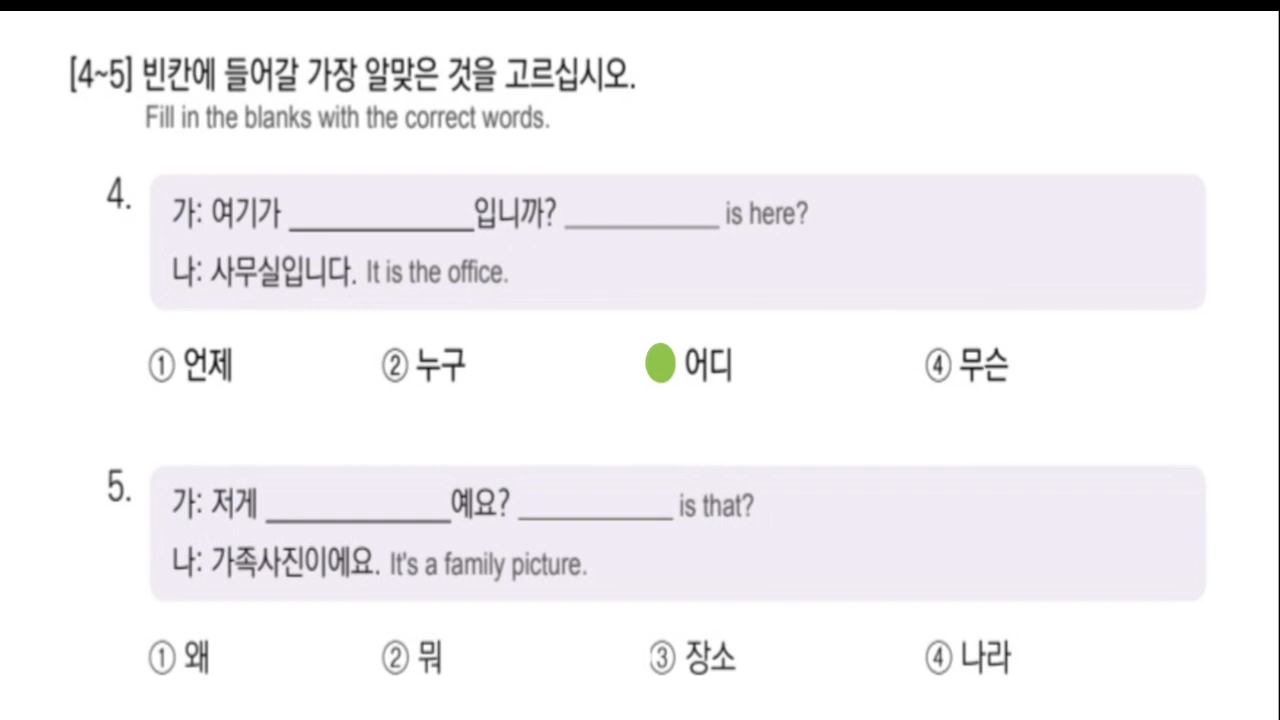 [4~5] 빈칸에 들어갈 가장 알맞은 것을 고르십시오.
Fill in the blanks with the correct words.
4.
가: 여기가 ____________입니까? ____________ is here?
나: 사무실입니다. It is the office.
① 언제 ② 누구 어디 ④ 무슨
5.
가: 저게 ____________예요? ____________ is that?
나: 가족사진이에요. It's a family picture.
① 왜 ② 뭐 ③ 장소 ④ 나라